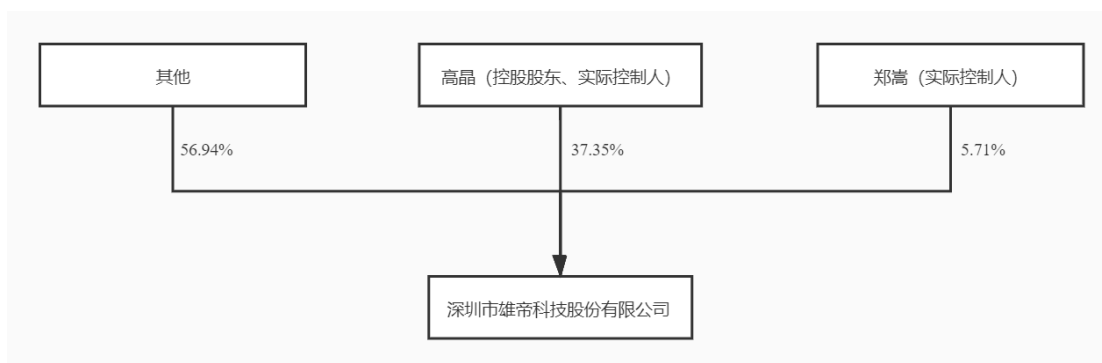 其他
高晶（控股股东、实际控制人）
郑嵩（实际控制人）
56.94%
37.35%
5.71%
深圳市雄帝科技股份有限公司